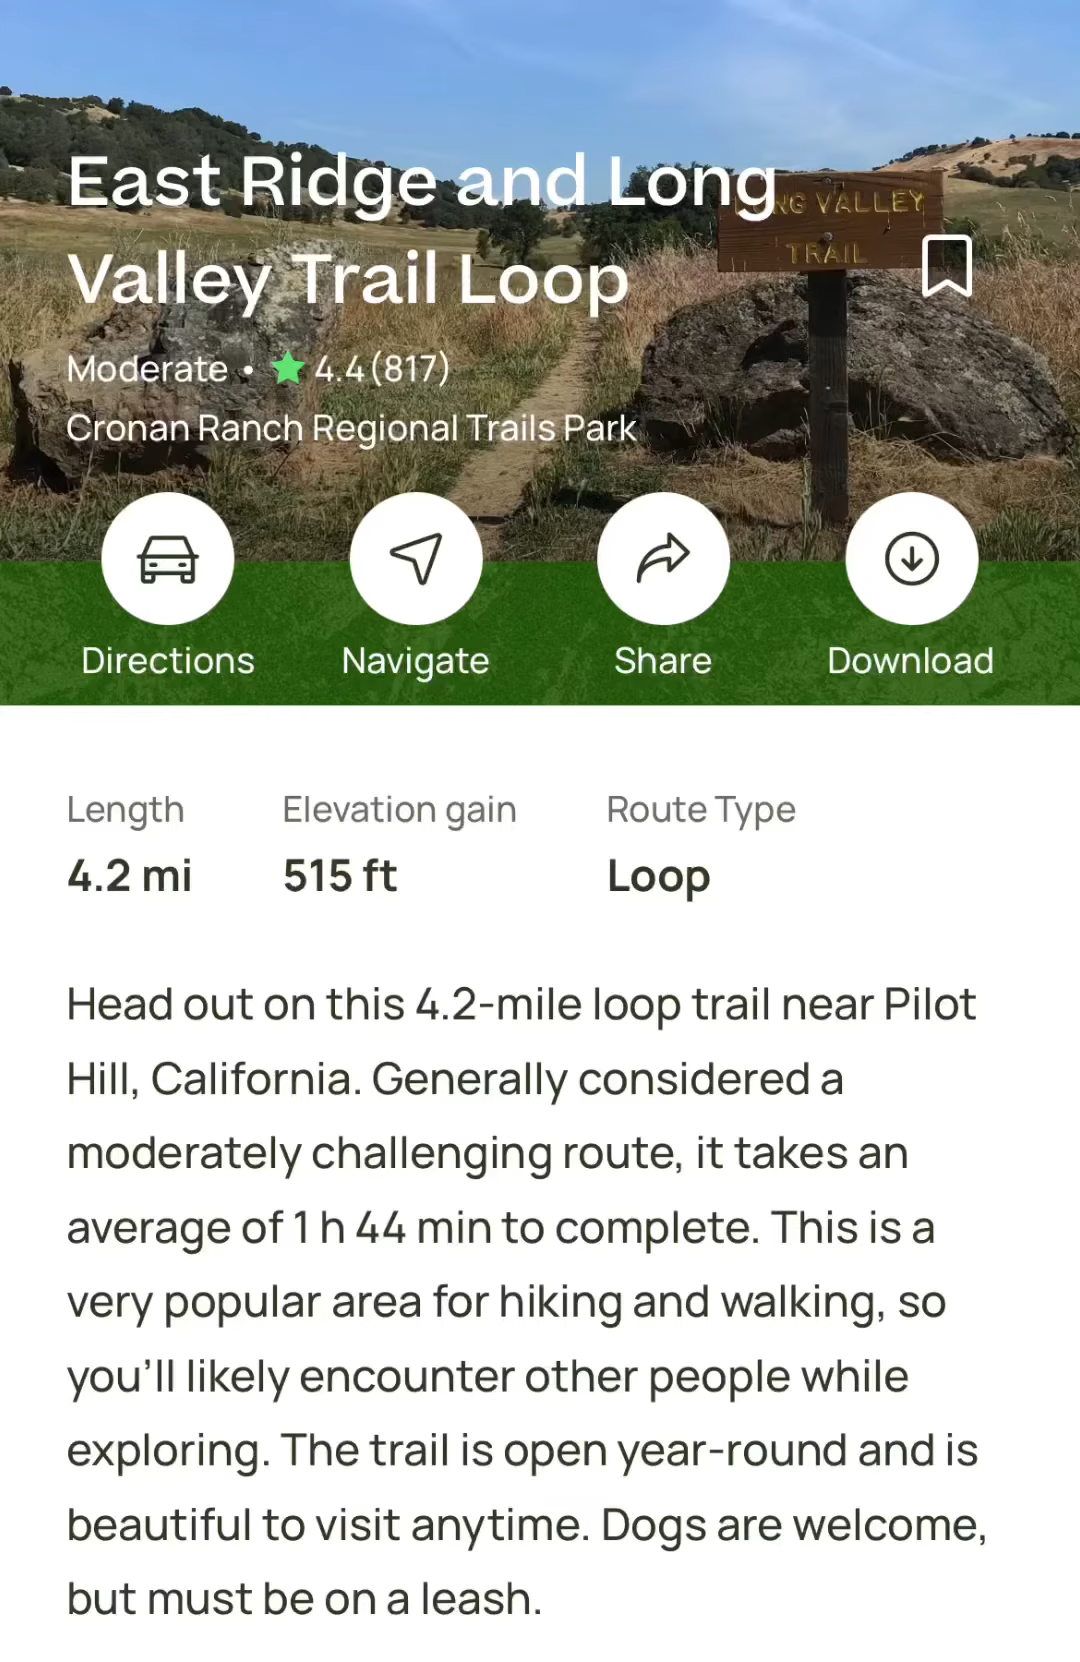 East Ridge and Long
Valley Trail Loop
VALLEY
TRAIL
Moderate • 4.4 (817)
Cronan Ranch Regional Trails Park
Directions
Navigate
Share
Download
Length
Elevation gain
Route Type
4.2 mi
515 ft
Loop
Head out on this 4.2-mile loop trail near Pilot
Hill, California. Generally considered a
moderately challenging route, it takes an
average of 1 h 44 min to complete. This is a
very popular area for hiking and walking, so
you’ll likely encounter other people while
exploring. The trail is open year-round and is
beautiful to visit anytime. Dogs are welcome,
but must be on a leash.